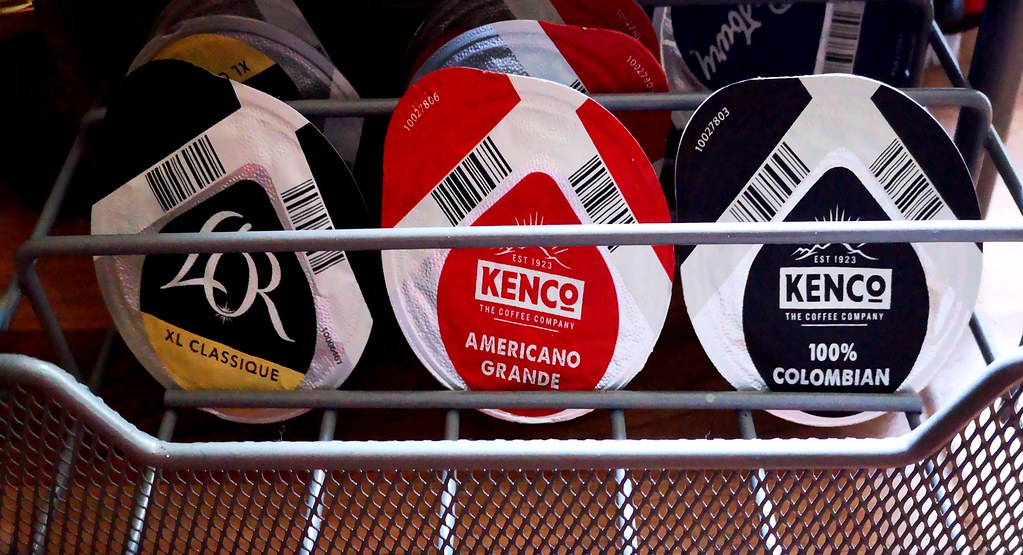 XL
L'OR
XL CLASSIQUE
10027806
EST 1923
KENCO
THE COFFEE COMPANY
AMERICANO
GRANDE
10027803
EST 1923
KENCO
THE COFFEE COMPANY
100%
COLOMBIAN